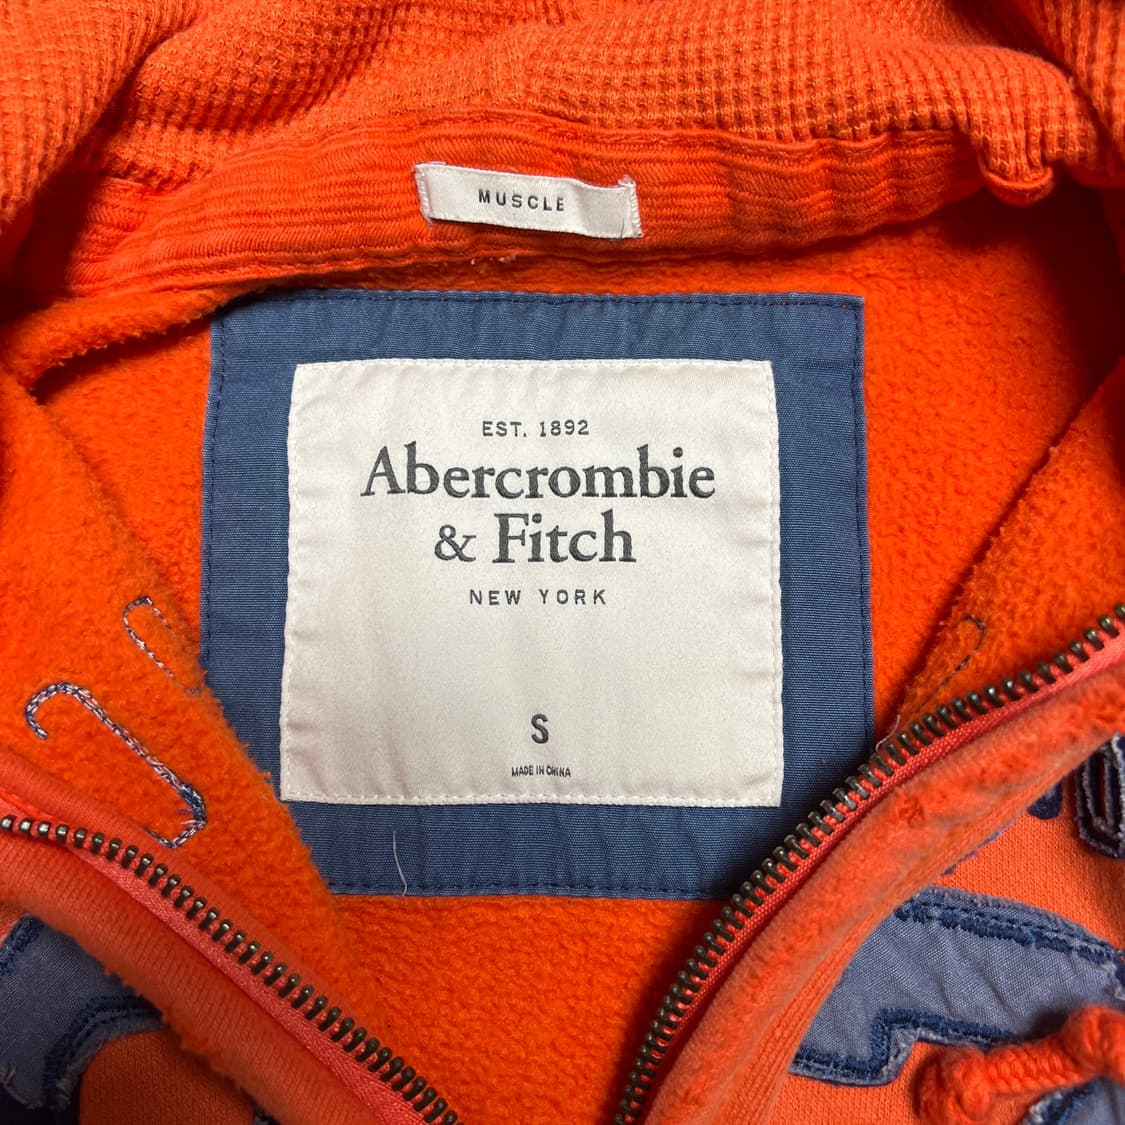 MUSCLE
EST. 1892
Abercrombie
& Fitch
NEW YORK
S
MADE IN CHINA